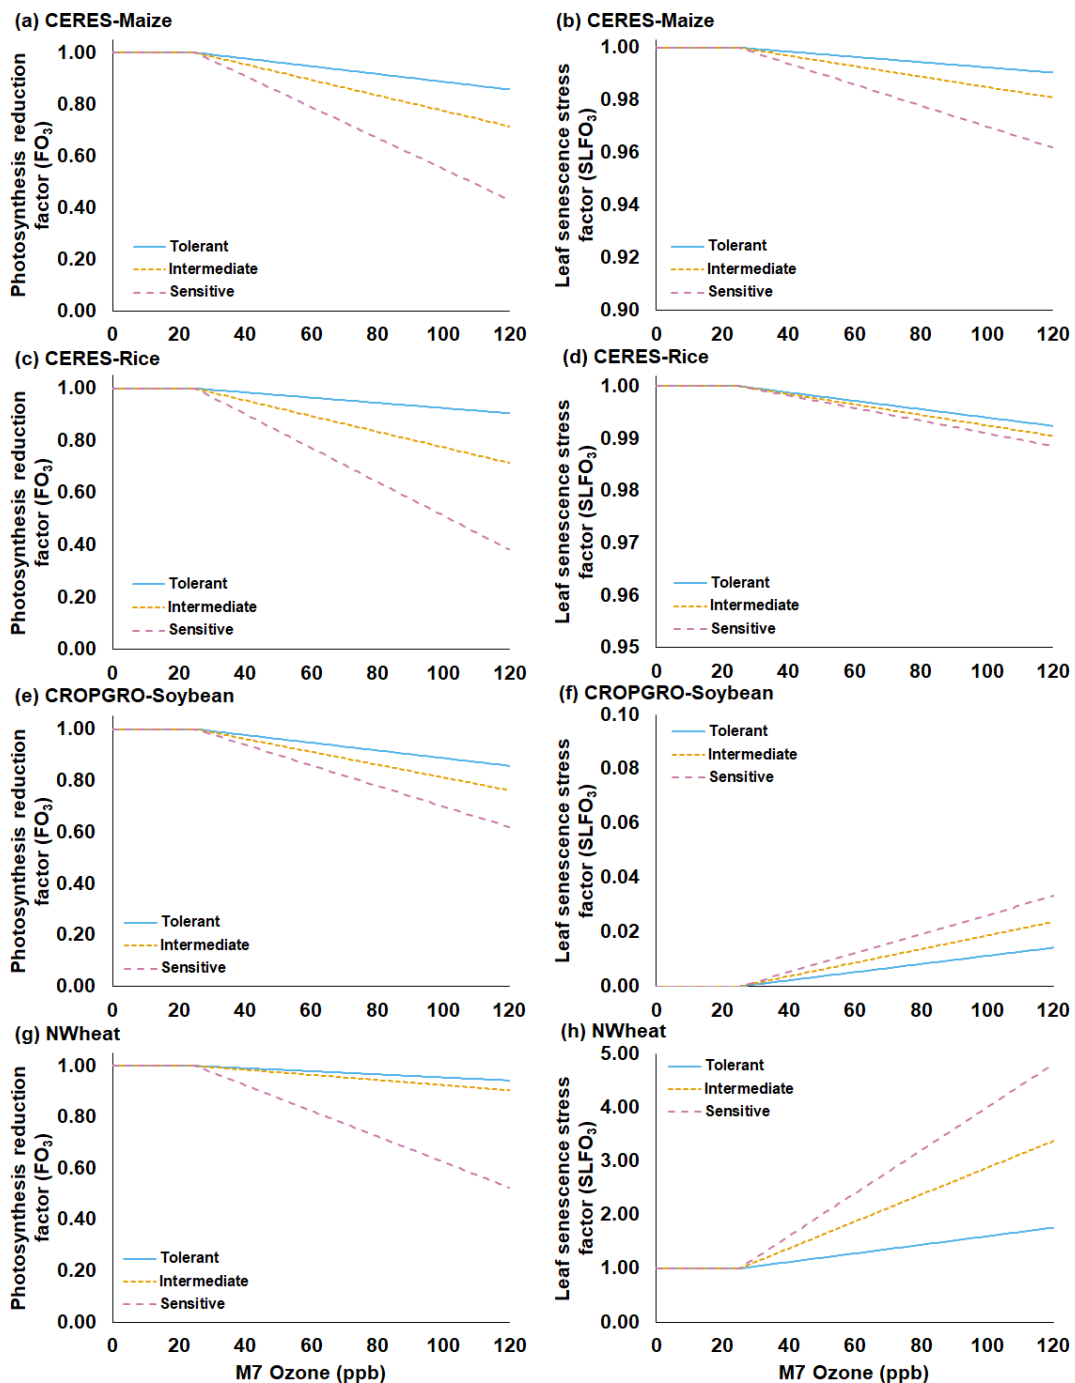 (a) CERES-Maize
Photosynthesis reduction
factor (FO₃)
1.00
0.80
0.60
0.40
0.20
0.00
Tolerant
Intermediate
Sensitive
0 20 40 60 80 100 120
(b) CERES-Maize
Leaf senescence stress
factor (SLFO₃)
1.00
0.98
0.96
0.94
0.92
0.90
Tolerant
Intermediate
Sensitive
0 20 40 60 80 100 120
(c) CERES-Rice
Photosynthesis reduction
factor (FO₃)
1.00
0.80
0.60
0.40
0.20
0.00
Tolerant
Intermediate
Sensitive
0 20 40 60 80 100 120
(d) CERES-Rice
Leaf senescence stress
factor (SLFO₃)
1.00
0.99
0.98
0.97
0.96
0.95
Tolerant
Intermediate
Sensitive
0 20 40 60 80 100 120
(e) CROPGRO-Soybean
Photosynthesis reduction
factor (FO₃)
1.00
0.80
0.60
0.40
0.20
0.00
Tolerant
Intermediate
Sensitive
0 20 40 60 80 100 120
(f) CROPGRO-Soybean
Leaf senescence stress
factor (SLFO₃)
0.10
0.08
0.06
0.04
0.02
0.00
Tolerant
Intermediate
Sensitive
0 20 40 60 80 100 120
(g) NWheat
Photosynthesis reduction
factor (FO₃)
1.00
0.80
0.60
0.40
0.20
0.00
Tolerant
Intermediate
Sensitive
0 20 40 60 80 100 120
M7 Ozone (ppb)
(h) NWheat
Leaf senescence stress
factor (SLFO₃)
5.00
4.00
3.00
2.00
1.00
0.00
Tolerant
Intermediate
Sensitive
0 20 40 60 80 100 120
M7 Ozone (ppb)